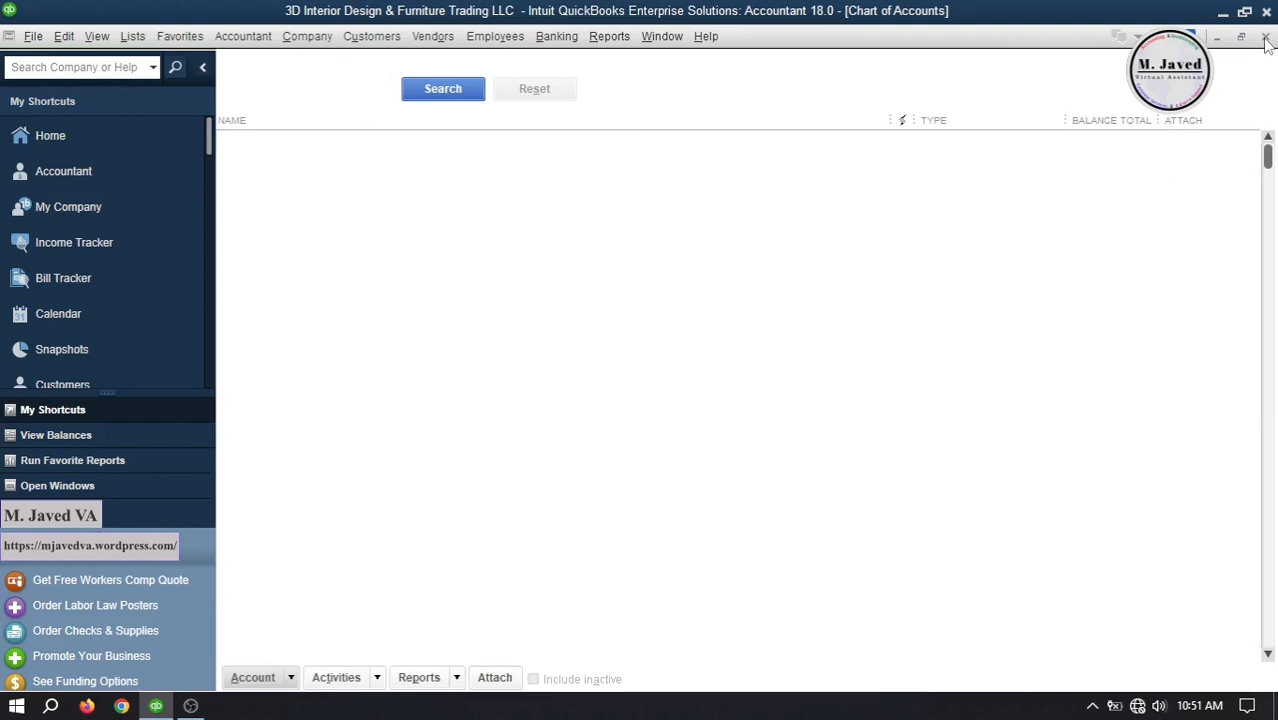 3D Interior Design & Furniture Trading LLC - Intuit QuickBooks Enterprise Solutions: Accountant 18.0 - [Chart of Accounts]
File Edit View Lists Favorites Accountant Company Customers Vendors Employees Banking Reports Window Help
Search Company or Help
My Shortcuts
Home
Accountant
My Company
Income Tracker
Bill Tracker
Calendar
31
Snapshots
Customers
My Shortcuts
View Balances
Run Favorite Reports
Open Windows
M. Javed VA
https://mjavedva.wordpress.com/
Get Free Workers Comp Quote
Order Labor Law Posters
Order Checks & Supplies
Promote Your Business
See Funding Options
Search Reset
NAME TYPE BALANCE TOTAL ATTACH
M. Javed
Virtual Assistant
Account Activities Reports Attach Include inactive
10:51 AM